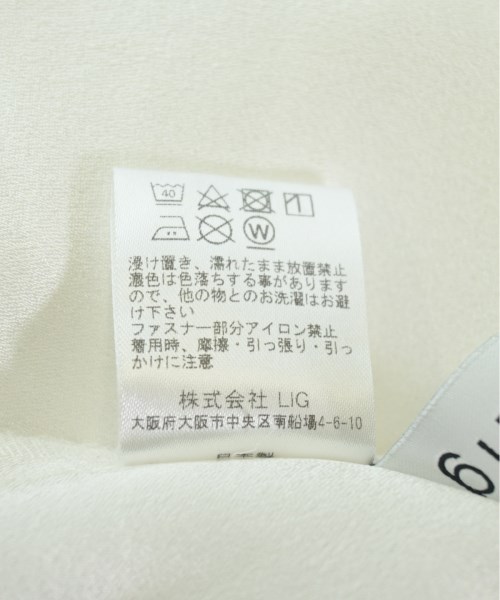 40
W
浸け置き、濡れたまま放置禁止
濃色は色落ちする事があります
ので、他の物とのお洗濯はお避
け下さい
ファスナー部分アイロン禁止
着用時、摩擦・引っ張り・引っ
かけに注意
株式会社 LIG
大阪府大阪市中央区南船場4-6-10
日本製